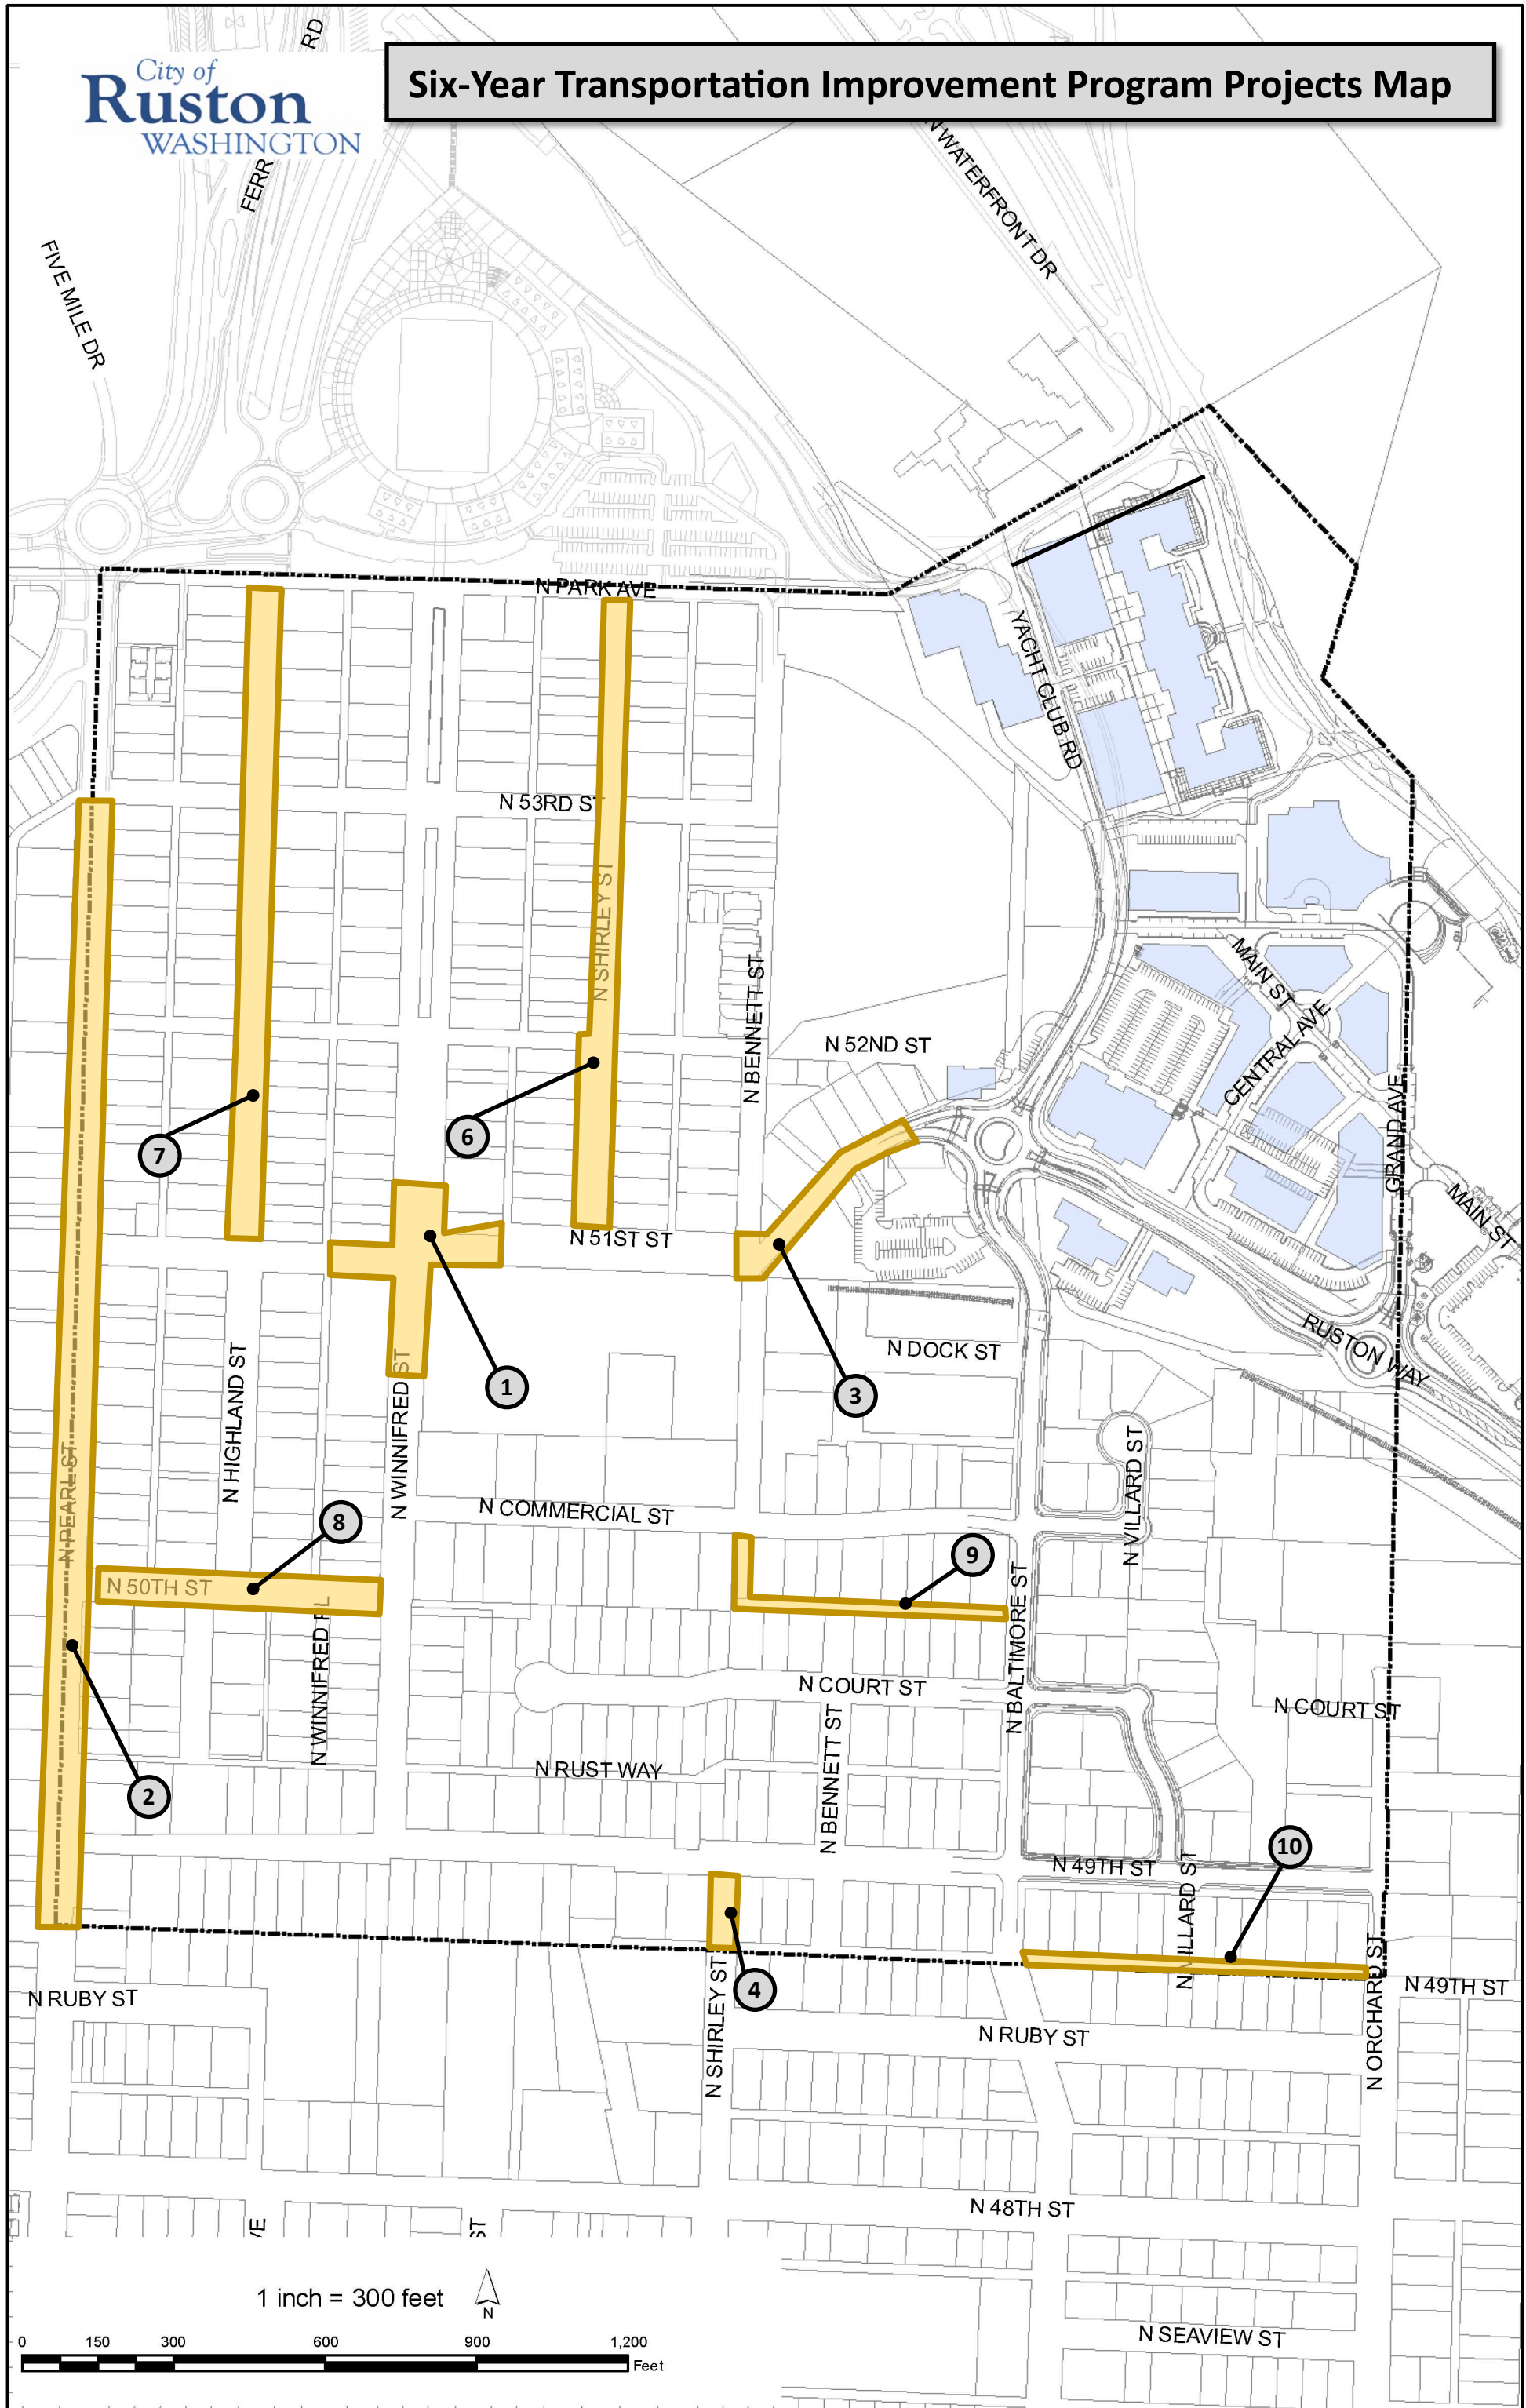 City of
Ruston
WASHINGTON
Six-Year Transportation Improvement Program Projects Map
RD
FERR
FIVE MILE DR
N WATERFRONT DR
N PARK AVE
YACHT CLUB RD
N 53RD ST
N SHIRLEY ST
N BENNETT ST
N 52ND ST
MAIN ST
CENTRAL AVE
GRAND AVE
MAIN ST
7
6
N 51ST ST
1
3
N DOCK ST
RUSTON WAY
N HIGHLAND ST
N WINNIFRED ST
N PEARL ST
N COMMERCIAL ST
N VILLARD ST
8
9
N 50TH ST
N WINNIFRED PL
N BALTIMORE ST
N COURT ST
N COURT ST
N BENNETT ST
N RUST WAY
2
10
N 49TH ST
N VILLARD ST
4
N SHIRLEY ST
N ORCHARD ST
N 49TH ST
N RUBY ST
N RUBY ST
N 48TH ST
VE
ST
1 inch = 300 feet
N
0 150 300 600 900 1,200
Feet
N SEAVIEW ST